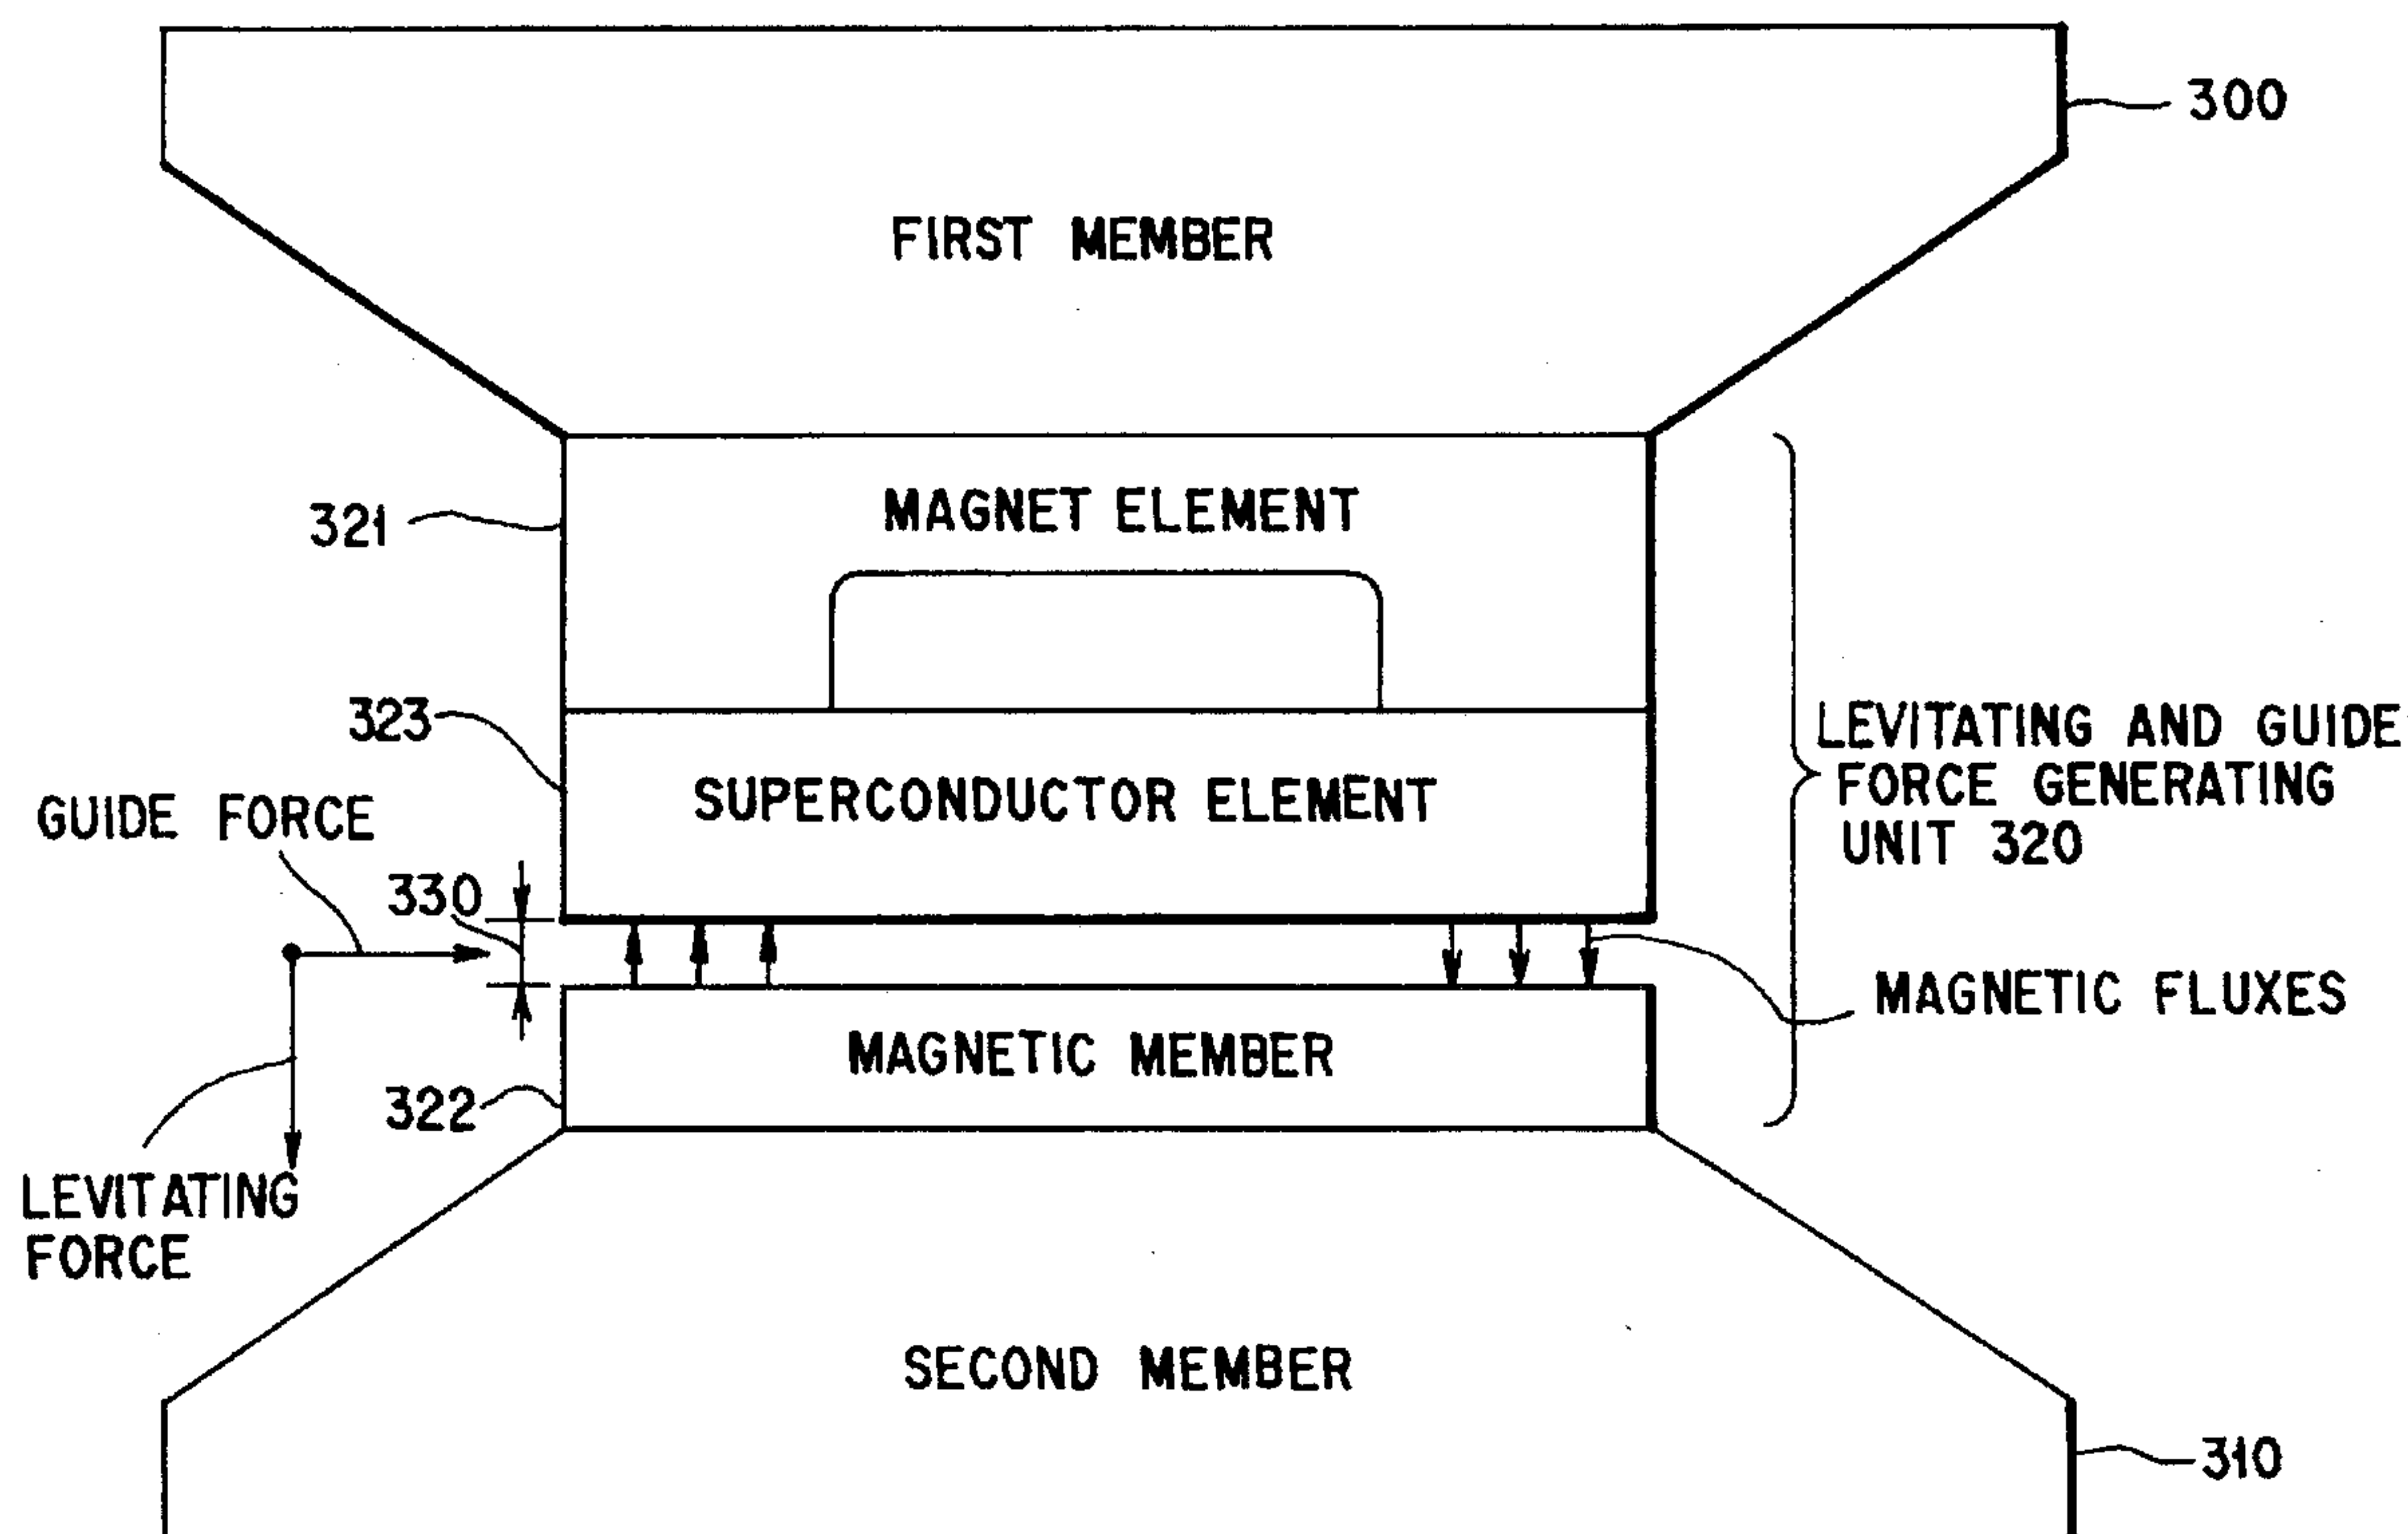 300
FIRST MEMBER
321
MAGNET ELEMENT
323
SUPERCONDUCTOR ELEMENT
LEVITATING AND GUIDE
FORCE GENERATING
UNIT 320
GUIDE FORCE
330
MAGNETIC FLUXES
MAGNETIC MEMBER
322
LEVITATING
FORCE
SECOND MEMBER
310